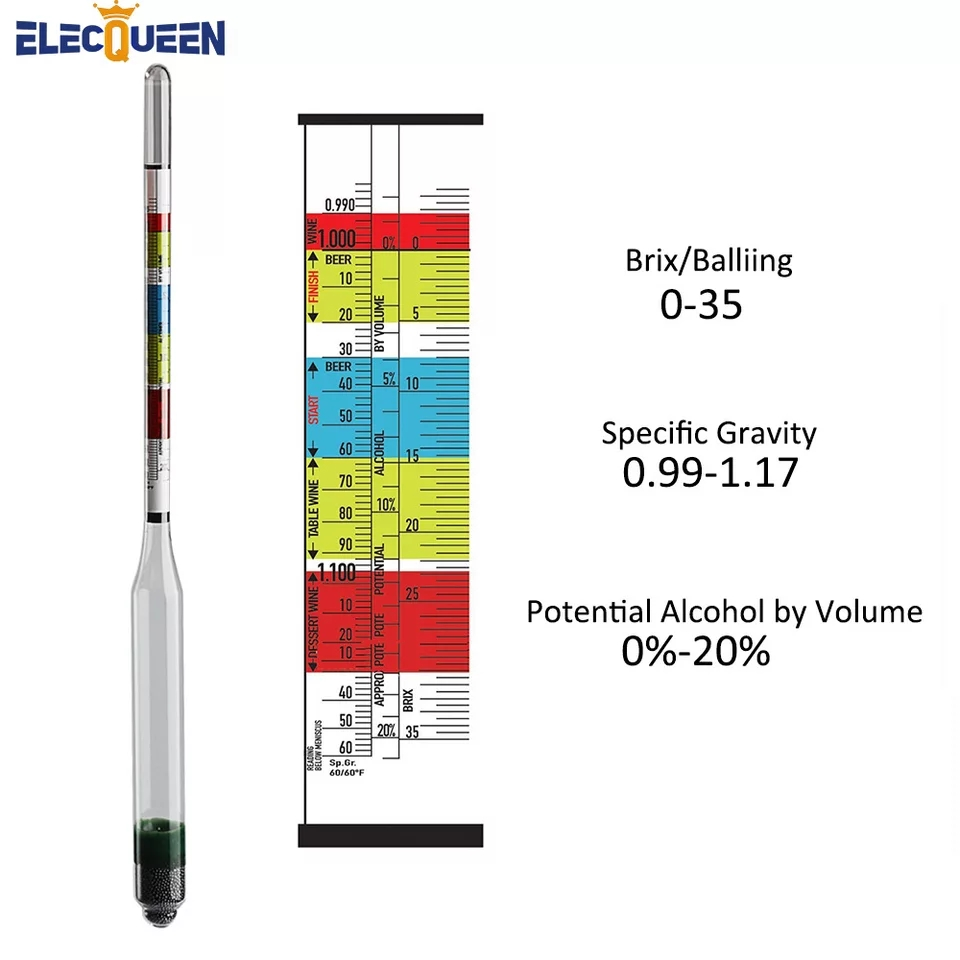 ELECQUEEN
0.990
WINE
1.000
0% 0
BEER
FINISH
10
20
5
BY VOLUME
30
BEER
START
40
5% 10
50
60
15
ALCOHOL
TABLE WINE
70
80
10%
20
90
1.100
POTENTIAL
DESSERT WINE
25
10
20
10
POTE
POTE
APPRO
40
BRIX
50
20% 35
60
READING
BELOW MENISCUS
Sp.Gr.
60/60°F
Brix/Balliing
0-35
Specific Gravity
0.99-1.17
Potential Alcohol by Volume
0%-20%